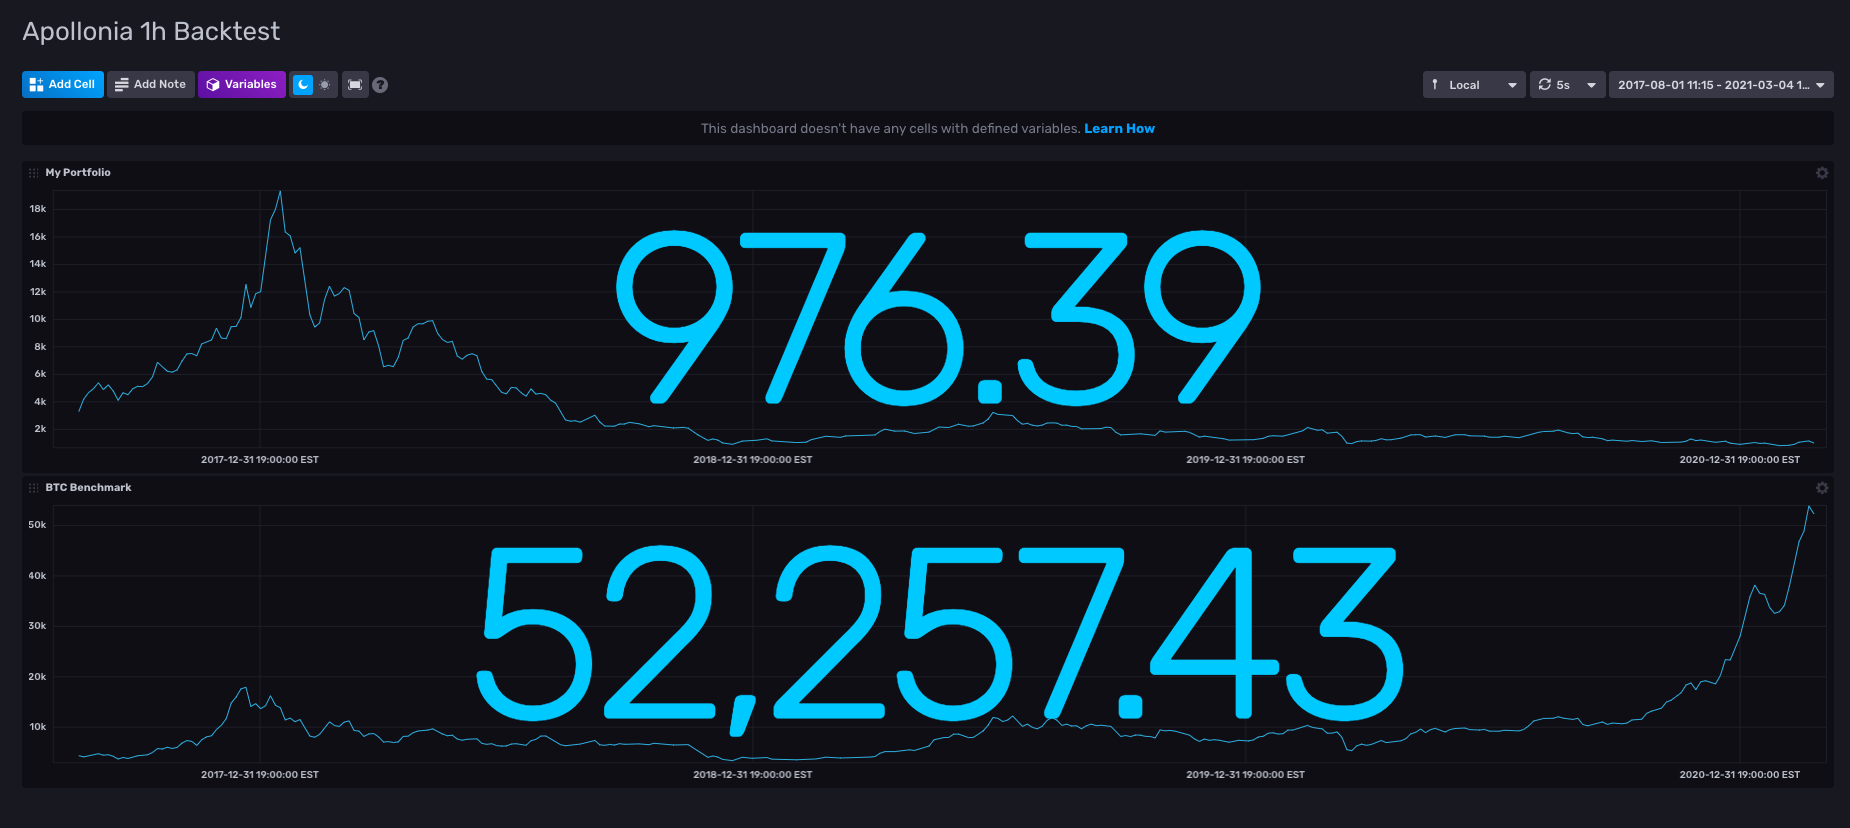 Apollonia 1h Backtest
Add Cell Add Note Variables ? Local 5s 2017-08-01 11:15 - 2021-03-04 1...
This dashboard doesn't have any cells with defined variables. Learn How
My Portfolio
18k
16k
14k
12k
10k
8k
6k
4k
2k
976.39
2017-12-31 19:00:00 EST 2018-12-31 19:00:00 EST 2019-12-31 19:00:00 EST 2020-12-31 19:00:00 EST
BTC Benchmark
50k
40k
30k
20k
10k
52,257.43
2017-12-31 19:00:00 EST 2018-12-31 19:00:00 EST 2019-12-31 19:00:00 EST 2020-12-31 19:00:00 EST